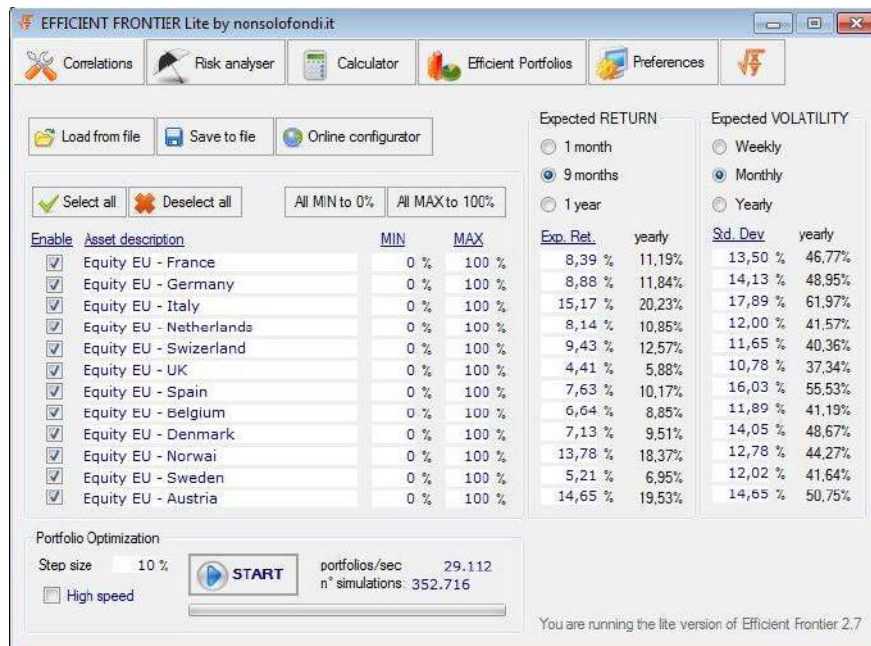 EFFICIENT FRONTIER Lite by nonsolofondi.it
Correlations Risk analyser Calculator Efficient Portfolios Preferences
Load from file Save to file Online configurator
Expected RETURN Expected VOLATILITY
1 month Weekly
9 months Monthly
1 year Yearly
Select all Deselect all All MIN to 0% All MAX to 100%
Enable Asset description MIN MAX Exp. Ret. yearly Std. Dev yearly
Equity EU - France 0 % 100 % 8,39 % 11,19% 13,50 % 46,77%
Equity EU - Germany 0 % 100 % 8,88 % 11,84% 14,13 % 48,95%
Equity EU - Italy 0 % 100 % 15,17 % 20,23% 17,89 % 61,97%
Equity EU - Netherlands 0 % 100 % 8,14 % 10,85% 12,00 % 41,57%
Equity EU - Swizerland 0 % 100 % 9,43 % 12,57% 11,65 % 40,36%
Equity EU - UK 0 % 100 % 4,41 % 5,88% 10,78 % 37,34%
Equity EU - Spain 0 % 100 % 7,63 % 10,17% 16,03 % 55,53%
Equity EU - Belgium 0 % 100 % 6,64 % 8,85% 11,89 % 41,19%
Equity EU - Denmark 0 % 100 % 7,13 % 9,51% 14,05 % 48,67%
Equity EU - Norwai 0 % 100 % 13,78 % 18,37% 12,78 % 44,27%
Equity EU - Sweden 0 % 100 % 5,21 % 6,95% 12,02 % 41,64%
Equity EU - Austria 0 % 100 % 14,65 % 19,53% 14,65 % 50,75%
Portfolio Optimization
Step size 10 % START portfolios/sec 29.112
High speed n° simulations 352.716
You are running the lite version of Efficient Frontier 2.7